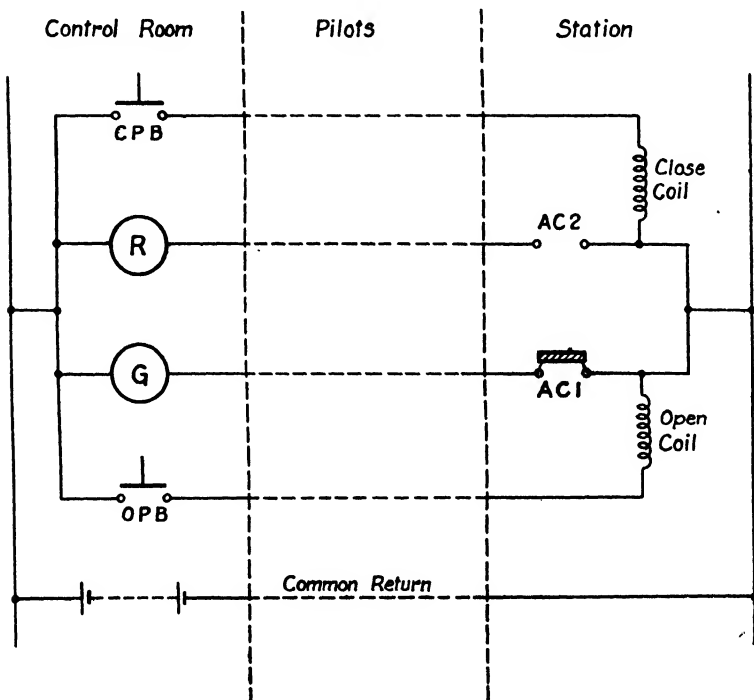 Control Room Pilots Station
CPB
Close
Coil
R
AC2
G
AC1
Open
Coil
OPB
Common Return